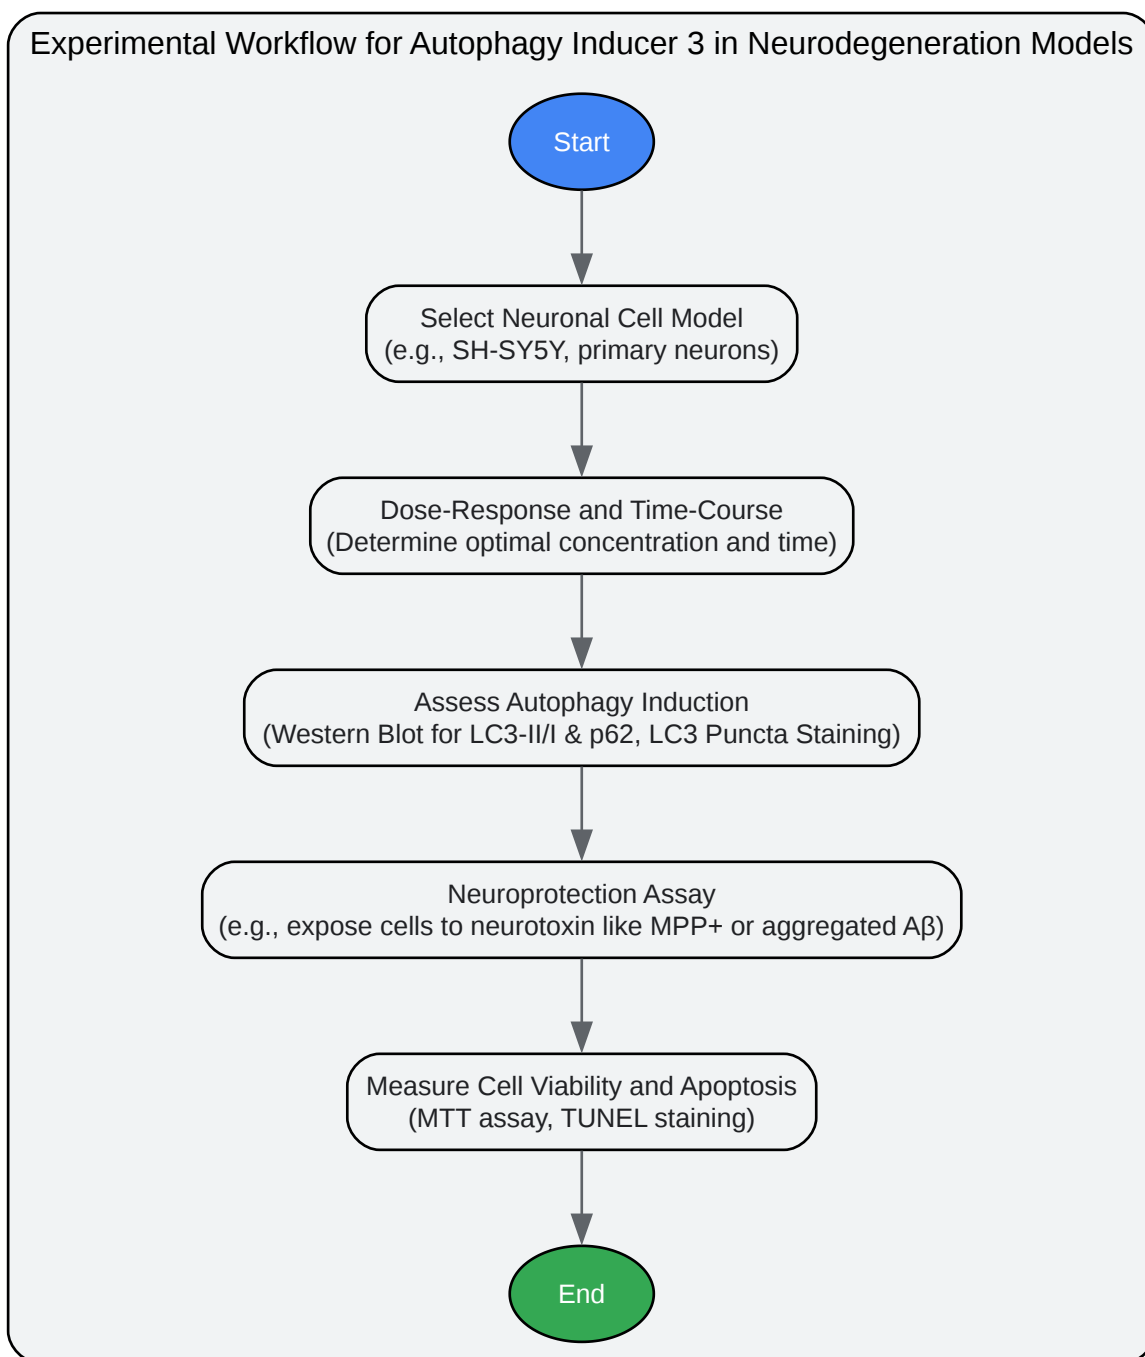 Experimental Workflow for Autophagy Inducer 3 in Neurodegeneration Models
Start
Select Neuronal Cell Model
(e.g., SH-SY5Y, primary neurons)
Dose-Response and Time-Course
(Determine optimal concentration and time)
Assess Autophagy Induction
(Western Blot for LC3-II/I & p62, LC3 Puncta Staining)
Neuroprotection Assay
(e.g., expose cells to neurotoxin like MPP+ or aggregated Aβ)
Measure Cell Viability and Apoptosis
(MTT assay, TUNEL staining)
End